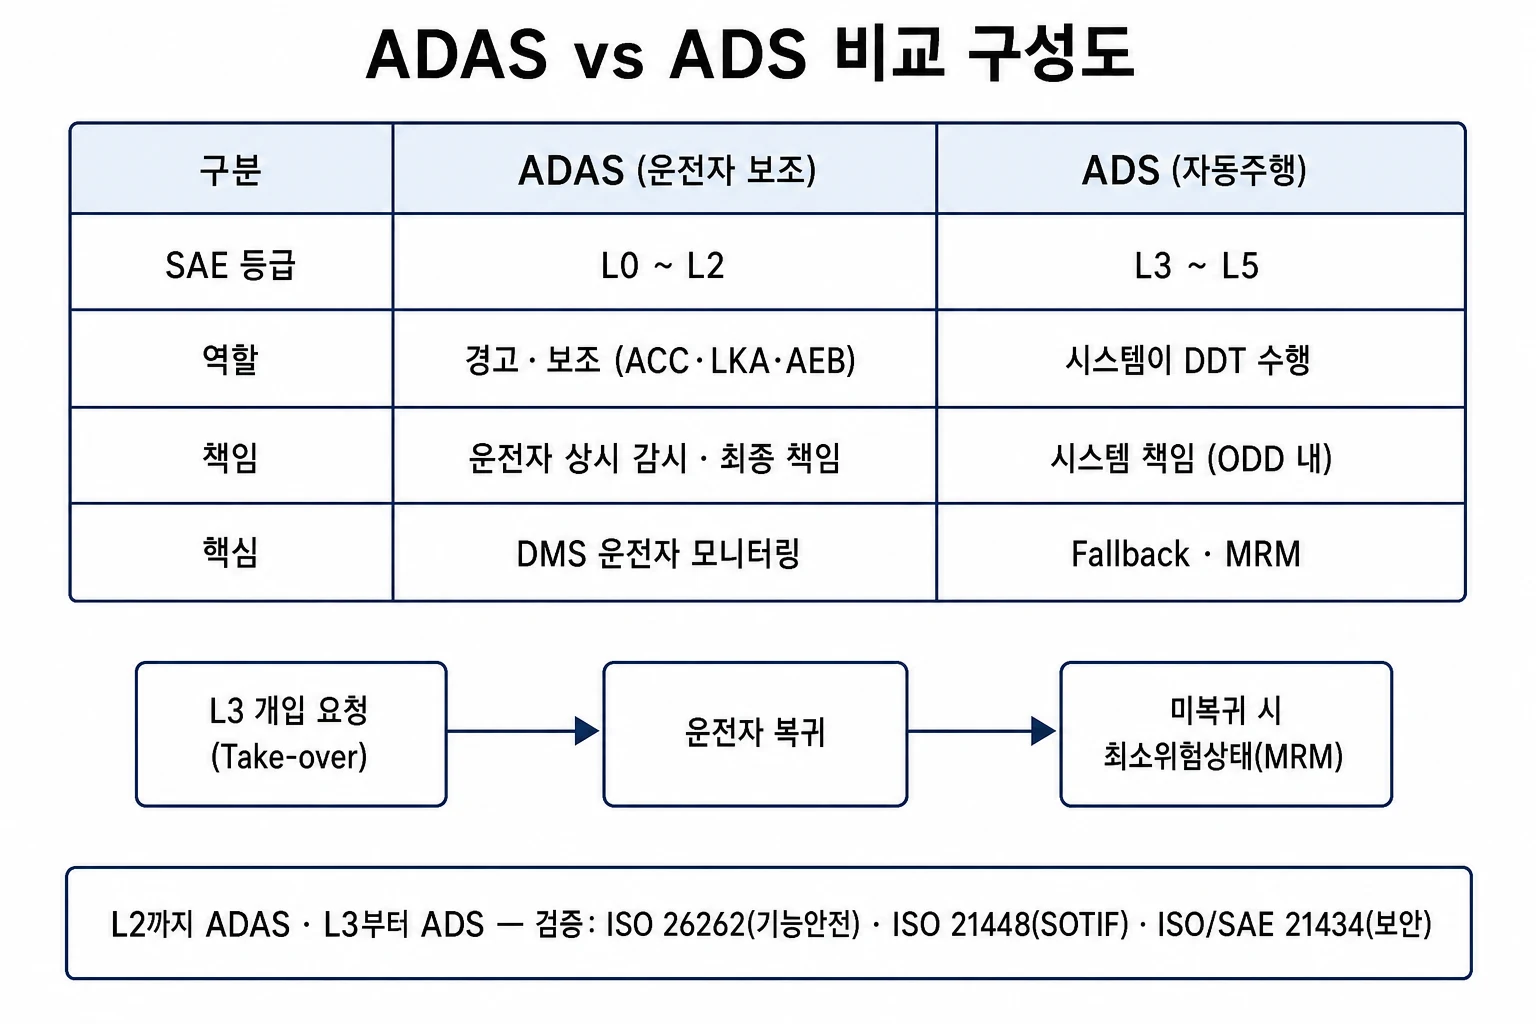 ADAS vs ADS 비교 구성도
구분
ADAS (운전자 보조)
ADS (자동주행)
SAE 등급
L0 ~ L2
L3 ~ L5
역할
경고 · 보조 (ACC·LKA·AEB)
시스템이 DDT 수행
책임
운전자 상시 감시 · 최종 책임
시스템 책임 (ODD 내)
핵심
DMS 운전자 모니터링
Fallback · MRM
L3 개입 요청
(Take-over)
운전자 복귀
미복귀 시
최소위험상태(MRM)
L2까지 ADAS · L3부터 ADS — 검증: ISO 26262(기능안전) · ISO 21448(SOTIF) · ISO/SAE 21434(보안)